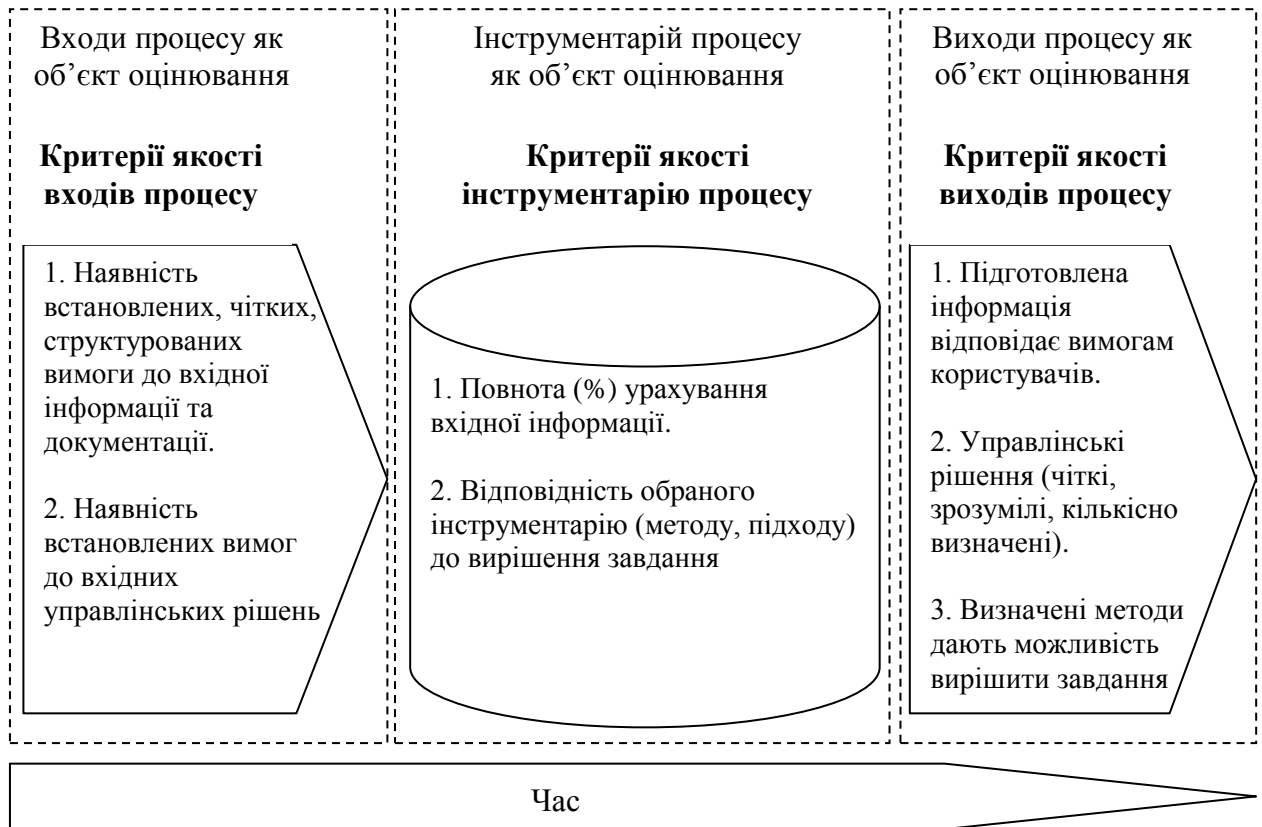 Входи процесу як
об’єкт оцінювання
Критерії якості
входів процесу
1. Наявність
встановлених, чітких,
структурованих
вимоги до вхідної
інформації та
документації.
2. Наявність
встановлених вимог
до вхідних
управлінських рішень
Інструментарій процесу
як об’єкт оцінювання
Критерії якості
інструментарію процесу
1. Повнота (%) урахування
вхідної інформації.
2. Відповідність обраного
інструментарію (методу, підходу)
до вирішення завдання
Виходи процесу як
об’єкт оцінювання
Критерії якості
виходів процесу
1. Підготовлена
інформація
відповідає вимогам
користувачів.
2. Управлінські
рішення (чіткі,
зрозумілі, кількісно
визначені).
3. Визначені методи
дають можливість
вирішити завдання
Час